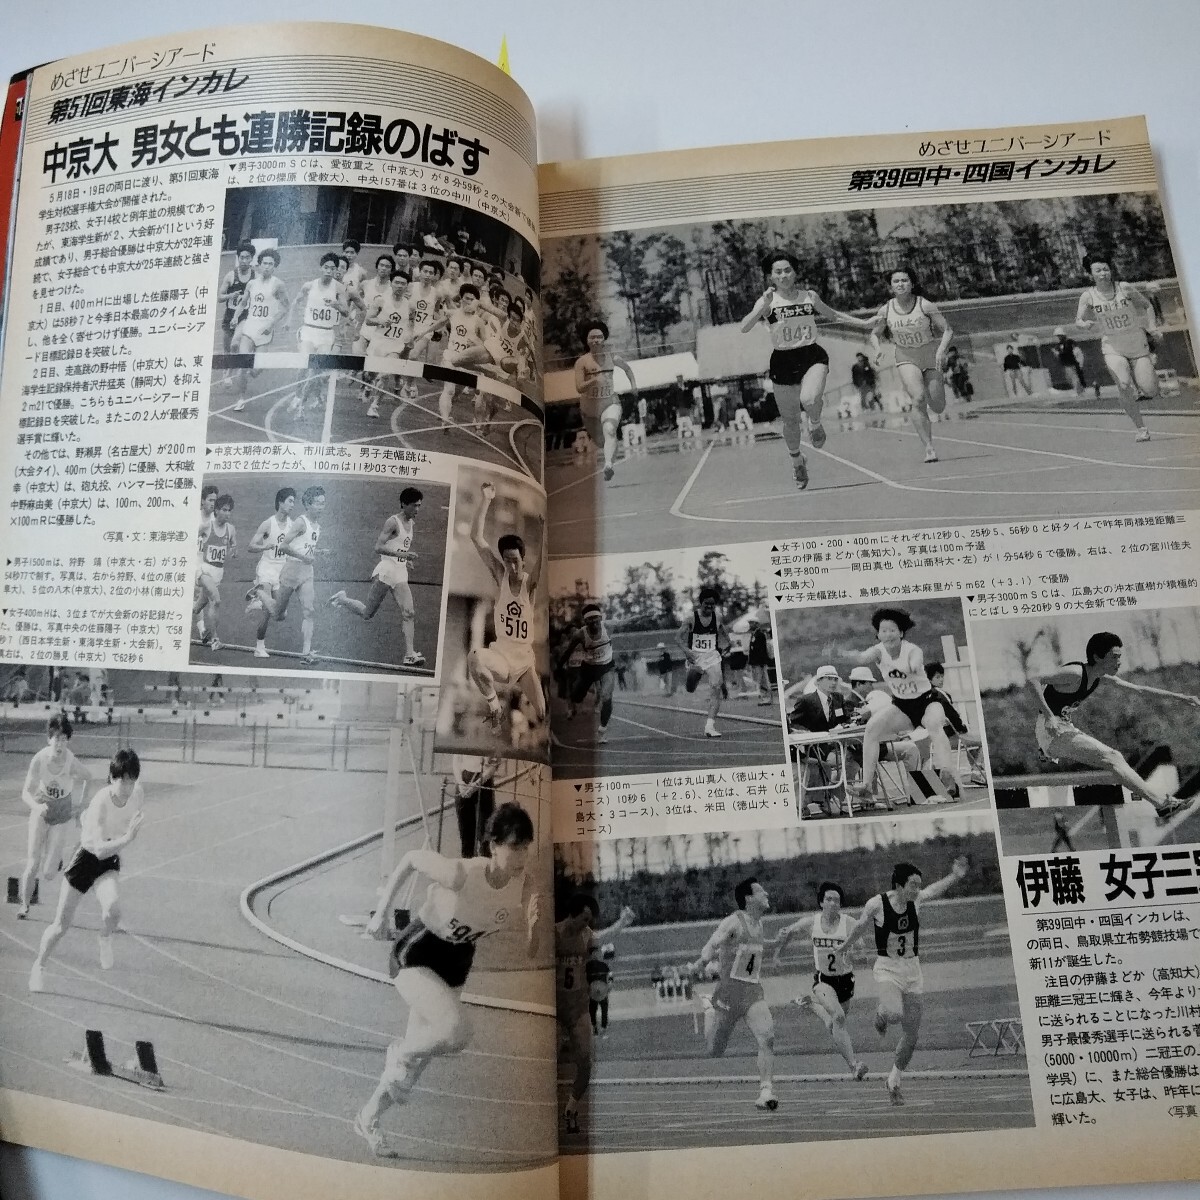 めざせユニバーシアード
第51回東海インカレ
中京大 男女とも連勝記録のばす
5月18日・19日の両日に渡り、第51回東海
学生対校選手権大会が開催された。
男子23校、女子14校と例年並の規模であっ
たが、東海学生新が2、大会新が11という好
成績であり、男子総合優勝は中京大が32年連
続で、女子総合でも中京大が25年連続と強さ
を見せつけた。
1日目、400mHに出場した佐藤陽子(中
京大)は58秒7と今季日本最高のタイムを出
し、他を全く寄せつけず優勝。ユニバーシア
ード目標記録Bを突破した。
2日目、走高跳の野中悟(中京大)は、東
海学生記録保持者沢井猛英(静岡大)を抑え
2m21で優勝。こちらもユニバーシアード目
標記録Bを突破した。またこの2人が最優秀
選手賞に輝いた。
その他では、野瀬昇(名古屋大)が200m
(大会タイ)、400m(大会新)に優勝、大和敏
幸(中京大)は、砲丸投、ハンマー投に優勝、
中野麻由美(中京大)は、100m、200m、4
×100mRに優勝した。
〈写真・文:東海学連〉
▼男子3000mSCは、愛敬重之(中京大)が8分59秒2の大会新で優勝
は、2位の榊原(愛教大)、中央157番は3位の中川(中京大)
230
640
219
▶中京大期待の新人、市川武志。男子走幅跳は、
7m33で2位だったが、100mは11秒03で制す
049
519
▶男子1500mは、狩野 靖(中京大・右)が3分
54秒77で制す。写真は、右から狩野、4位の原(岐
阜大)、5位の八木(中京大)、2位の小林(南山大)
▼女子400mHは、3位までが大会新の好記録だっ
た。優勝は、写真中央の佐藤陽子(中京大)で58
秒7(西日本学生新・東海学生新・大会新)。写
真右は、2位の勝見(中京大)で62秒6
めざせユニバーシアード
第39回中・四国インカレ
高知大学
843
850
862
▲女子100・200・400mにそれぞれ12秒0、25秒5、56秒0と好タイムで昨年同様短距離三
冠王の伊藤まどか(高知大)。写真は100m予選
◀男子800m――岡田真也(松山商科大・左)が1分54秒6で優勝。右は、2位の宮川佳夫
(広島大)
▼女子走幅跳は、島根大の岩本麻里が5m62(+3.1)で優勝
▼男子3000mSCは、広島大の沖本直樹が積極的
にとばし9分20秒9の大会新で優勝
351
▼男子100m――1位は丸山真人(徳山大・4
コース)10秒6(+2.6)、2位は、石井(広
島大・3コース)、3位は、米田(徳山大・5
コース)
5
4
2
3
伊藤 女子三
第39回中・四国インカレは、
の両日、鳥取県立布勢競技場で
新11が誕生した。
注目の伊藤まどか(高知大)
距離三冠王に輝き、今年より
に送られることになった川村
男子最優秀選手に送られる
(5000・10000m)二冠王の
学呉)に、また総合優勝は
に広島大、女子は、昨年に
輝いた。
〈写真